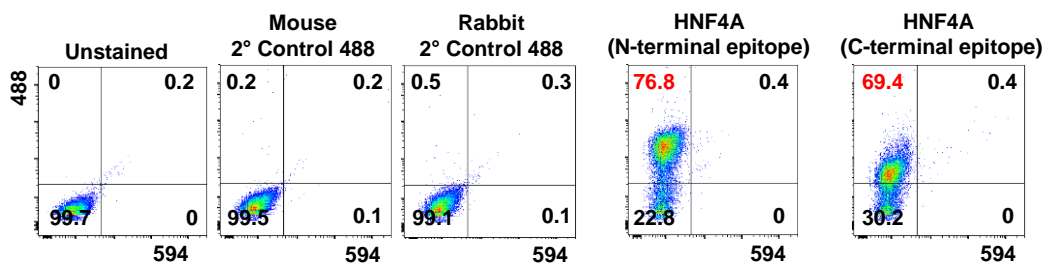 Unstained
Mouse
2° Control 488
Rabbit
2° Control 488
HNF4A
(N-terminal epitope)
HNF4A
(C-terminal epitope)
488
0 0.2
99.7 0
594
0.2 0.2
99.5 0.1
594
0.5 0.3
99.1 0.1
594
76.8 0.4
22.8 0
594
69.4 0.4
30.2 0
594